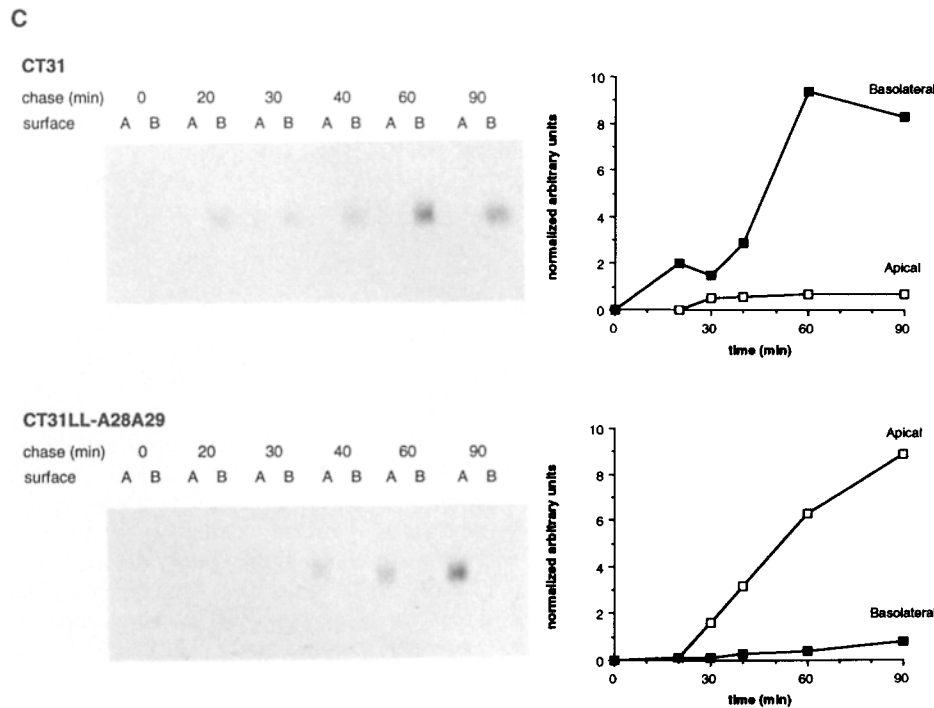 C
CT31
chase (min) 0 20 30 40 60 90
surface A B A B A B A B A B A B
10
8
6
4
2
0
normalized arbitrary units
Basolateral
Apical
0 30 60 90
time (min)
CT31LL-A28A29
chase (min) 0 20 30 40 60 90
surface A B A B A B A B A B A B
10
8
6
4
2
0
normalized arbitrary units
Apical
Basolateral
0 30 60 90
time (min)